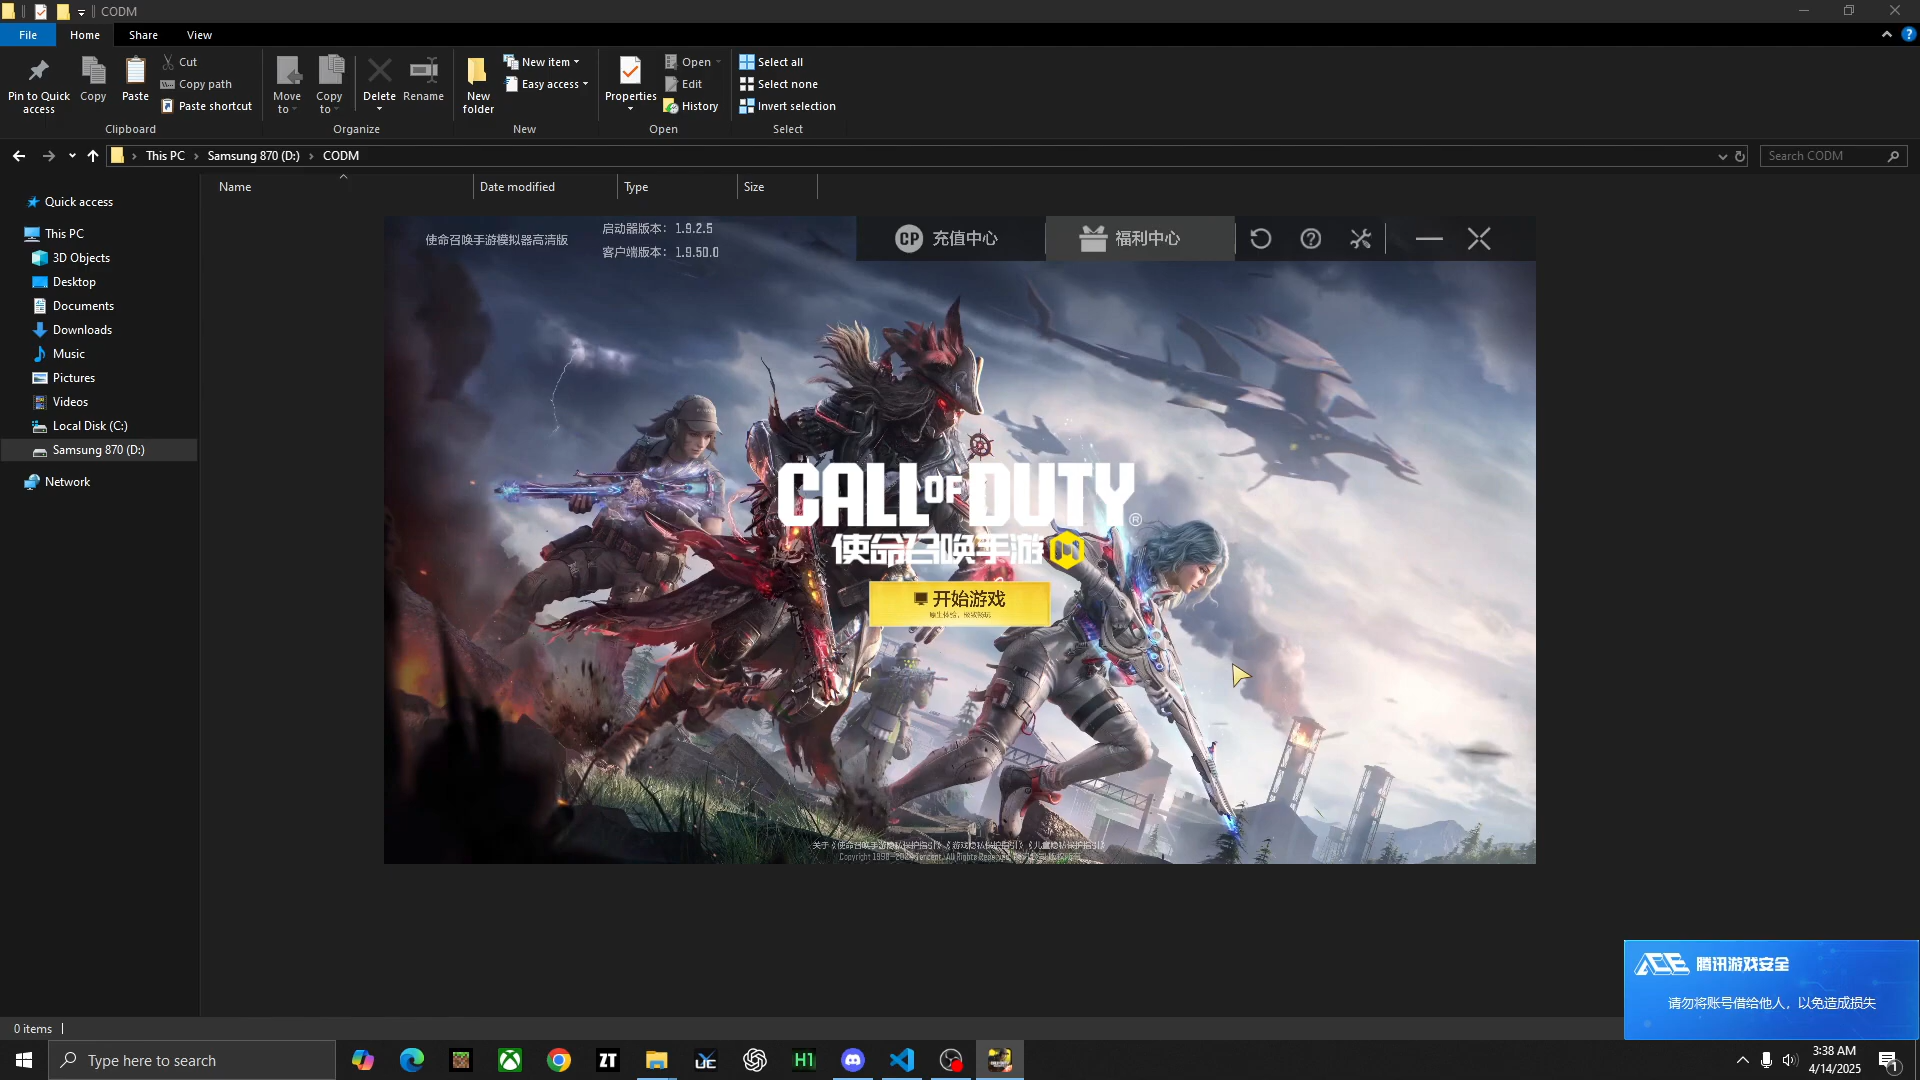 CODM
File
Home
Share
View
Pin to Quick access
Copy
Paste
Cut
Copy path
Paste shortcut
Clipboard
Move to
Copy to
Delete
Rename
Organize
New folder
New item
Easy access
New
Properties
Open
Edit
History
Open
Select all
Select none
Invert selection
Select
This PC
Samsung 870 (D:)
CODM
Search CODM
Name
Date modified
Type
Size
Quick access
This PC
3D Objects
Desktop
Documents
Downloads
Music
Pictures
Videos
Local Disk (C:)
Samsung 870 (D:)
Network
使命召唤手游模拟器高清版
启动器版本: 1.9.2.5
客户端版本: 1.9.50.0
CP 充值中心
福利中心
CALL OF DUTY®
使命召唤手游
开始游戏
ACE 腾讯游戏安全
请勿将账号借给他人，以免造成损失
0 items
Type here to search
ZT
UC
H1
3:38 AM
4/14/2025
1